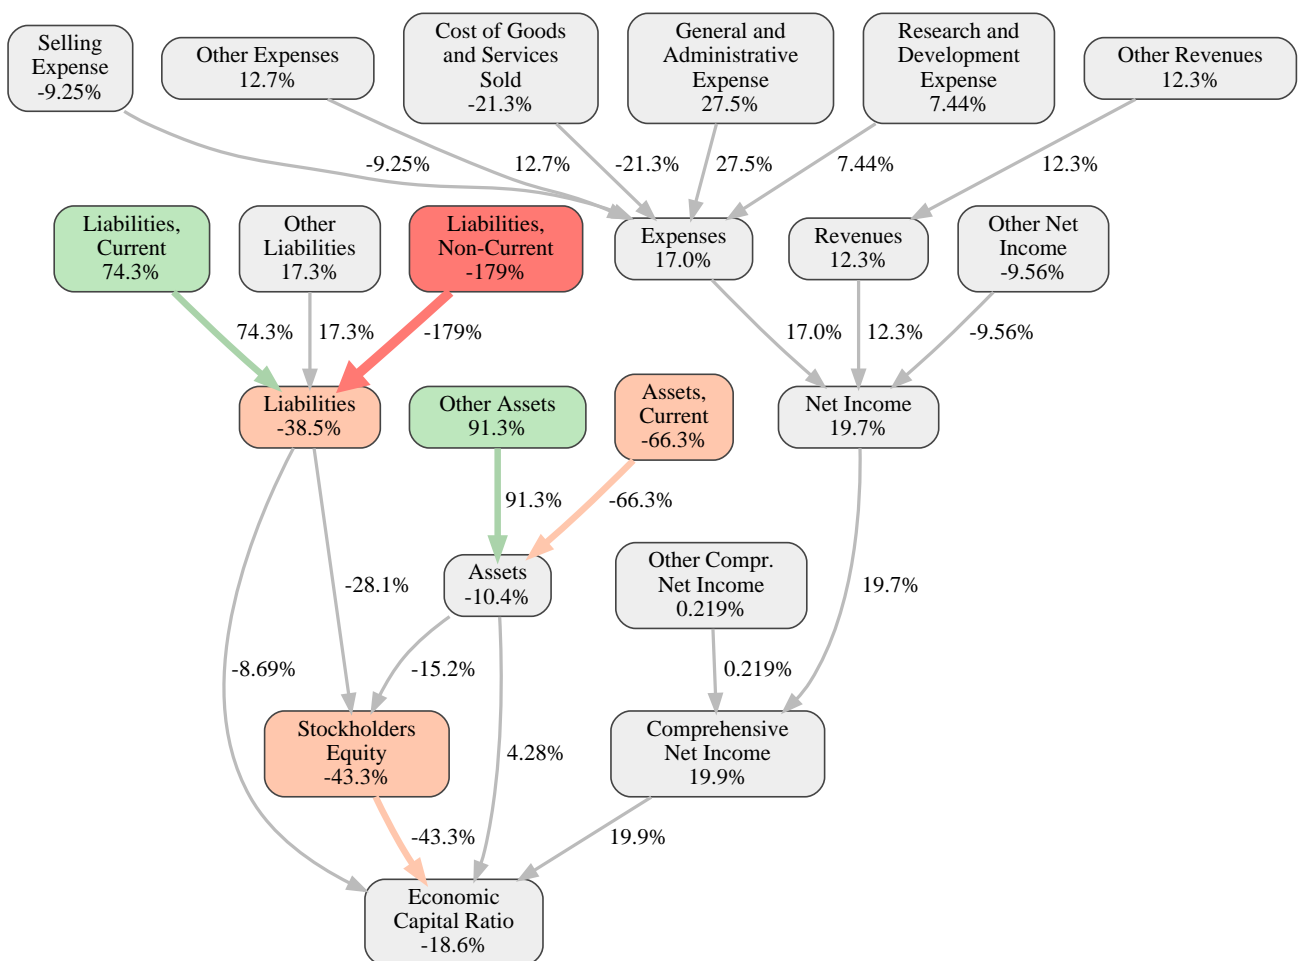 Selling
Expense
-9.25%
Other Expenses
12.7%
Cost of Goods
and Services
Sold
-21.3%
General and
Administrative
Expense
27.5%
Research and
Development
Expense
7.44%
Other Revenues
12.3%
-9.25%
12.7%
-21.3%
27.5%
7.44%
12.3%
Liabilities,
Current
74.3%
Other
Liabilities
17.3%
Liabilities,
Non-Current
-179%
Expenses
17.0%
Revenues
12.3%
Other Net
Income
-9.56%
74.3%
17.3%
-179%
17.0%
12.3%
-9.56%
Liabilities
-38.5%
Other Assets
91.3%
Assets,
Current
-66.3%
Net Income
19.7%
91.3%
-66.3%
Assets
-10.4%
Other Compr.
Net Income
0.219%
-28.1%
19.7%
-8.69%
-15.2%
0.219%
Stockholders
Equity
-43.3%
4.28%
Comprehensive
Net Income
19.9%
-43.3%
19.9%
Economic
Capital Ratio
-18.6%